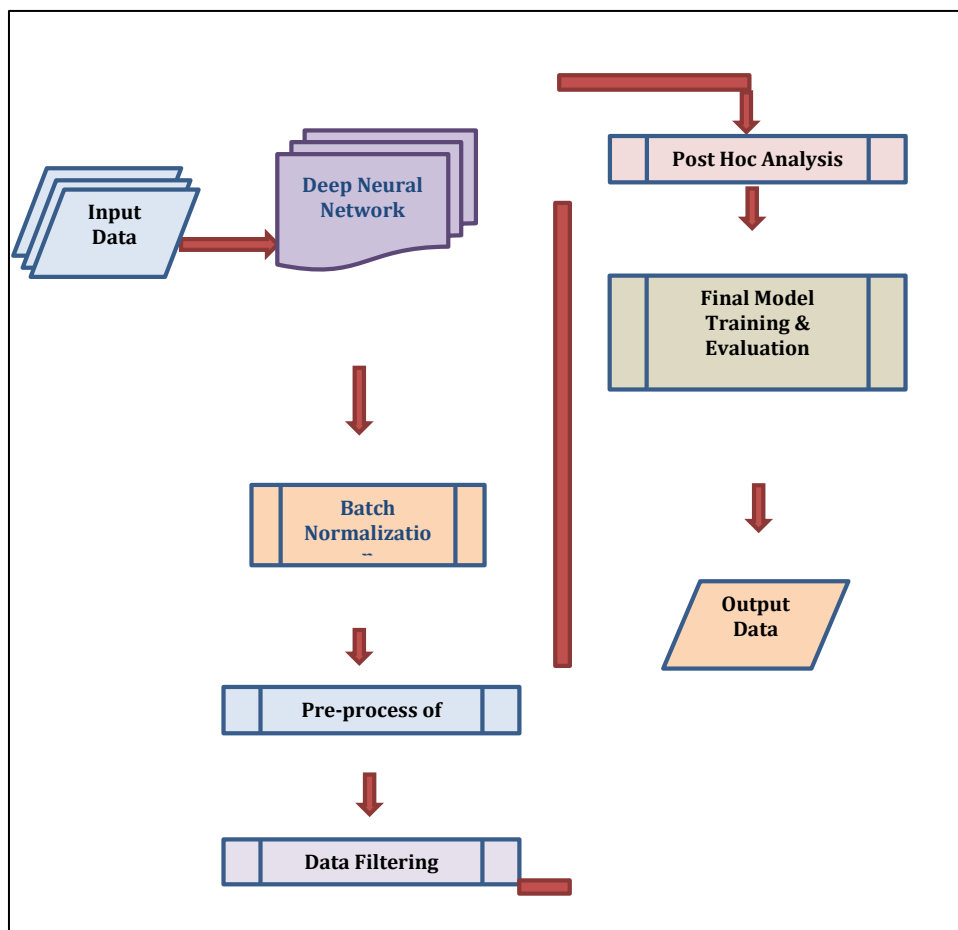 Input
Data
Deep Neural
Network
Batch
Normalizatio
n
Pre-process of
Data Filtering
Post Hoc Analysis
Final Model
Training &
Evaluation
Output
Data